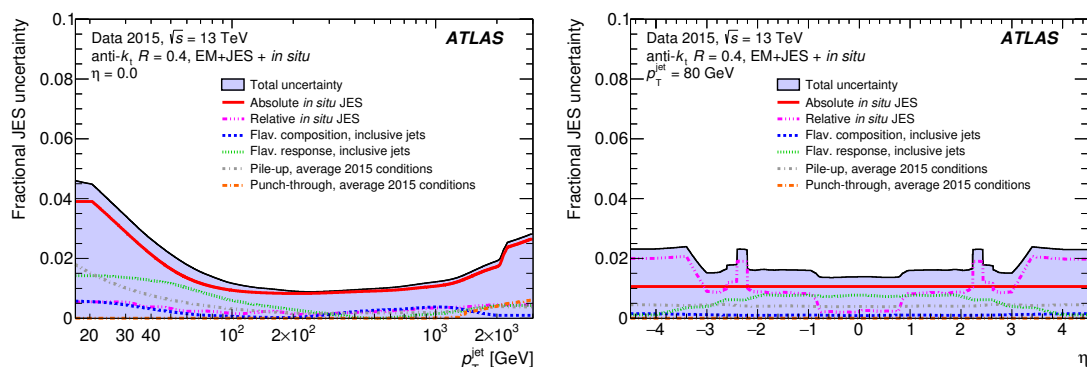 0.1
0.08
0.06
0.04
0.02
0
Fractional JES uncertainty
Data 2015, √s = 13 TeV
ATLAS
anti-kt R = 0.4, EM+JES + in situ
η = 0.0
Total uncertainty
Absolute in situ JES
Relative in situ JES
Flav. composition, inclusive jets
Flav. response, inclusive jets
Pile-up, average 2015 conditions
Punch-through, average 2015 conditions
20 30 40 10² 2×10² 10³ 2×10³
p_T^jet [GeV]
0.1
0.08
0.06
0.04
0.02
0
Fractional JES uncertainty
Data 2015, √s = 13 TeV
ATLAS
anti-kt R = 0.4, EM+JES + in situ
p_T^jet = 80 GeV
Total uncertainty
Absolute in situ JES
Relative in situ JES
Flav. composition, inclusive jets
Flav. response, inclusive jets
Pile-up, average 2015 conditions
Punch-through, average 2015 conditions
−4 −3 −2 −1 0 1 2 3 4
η